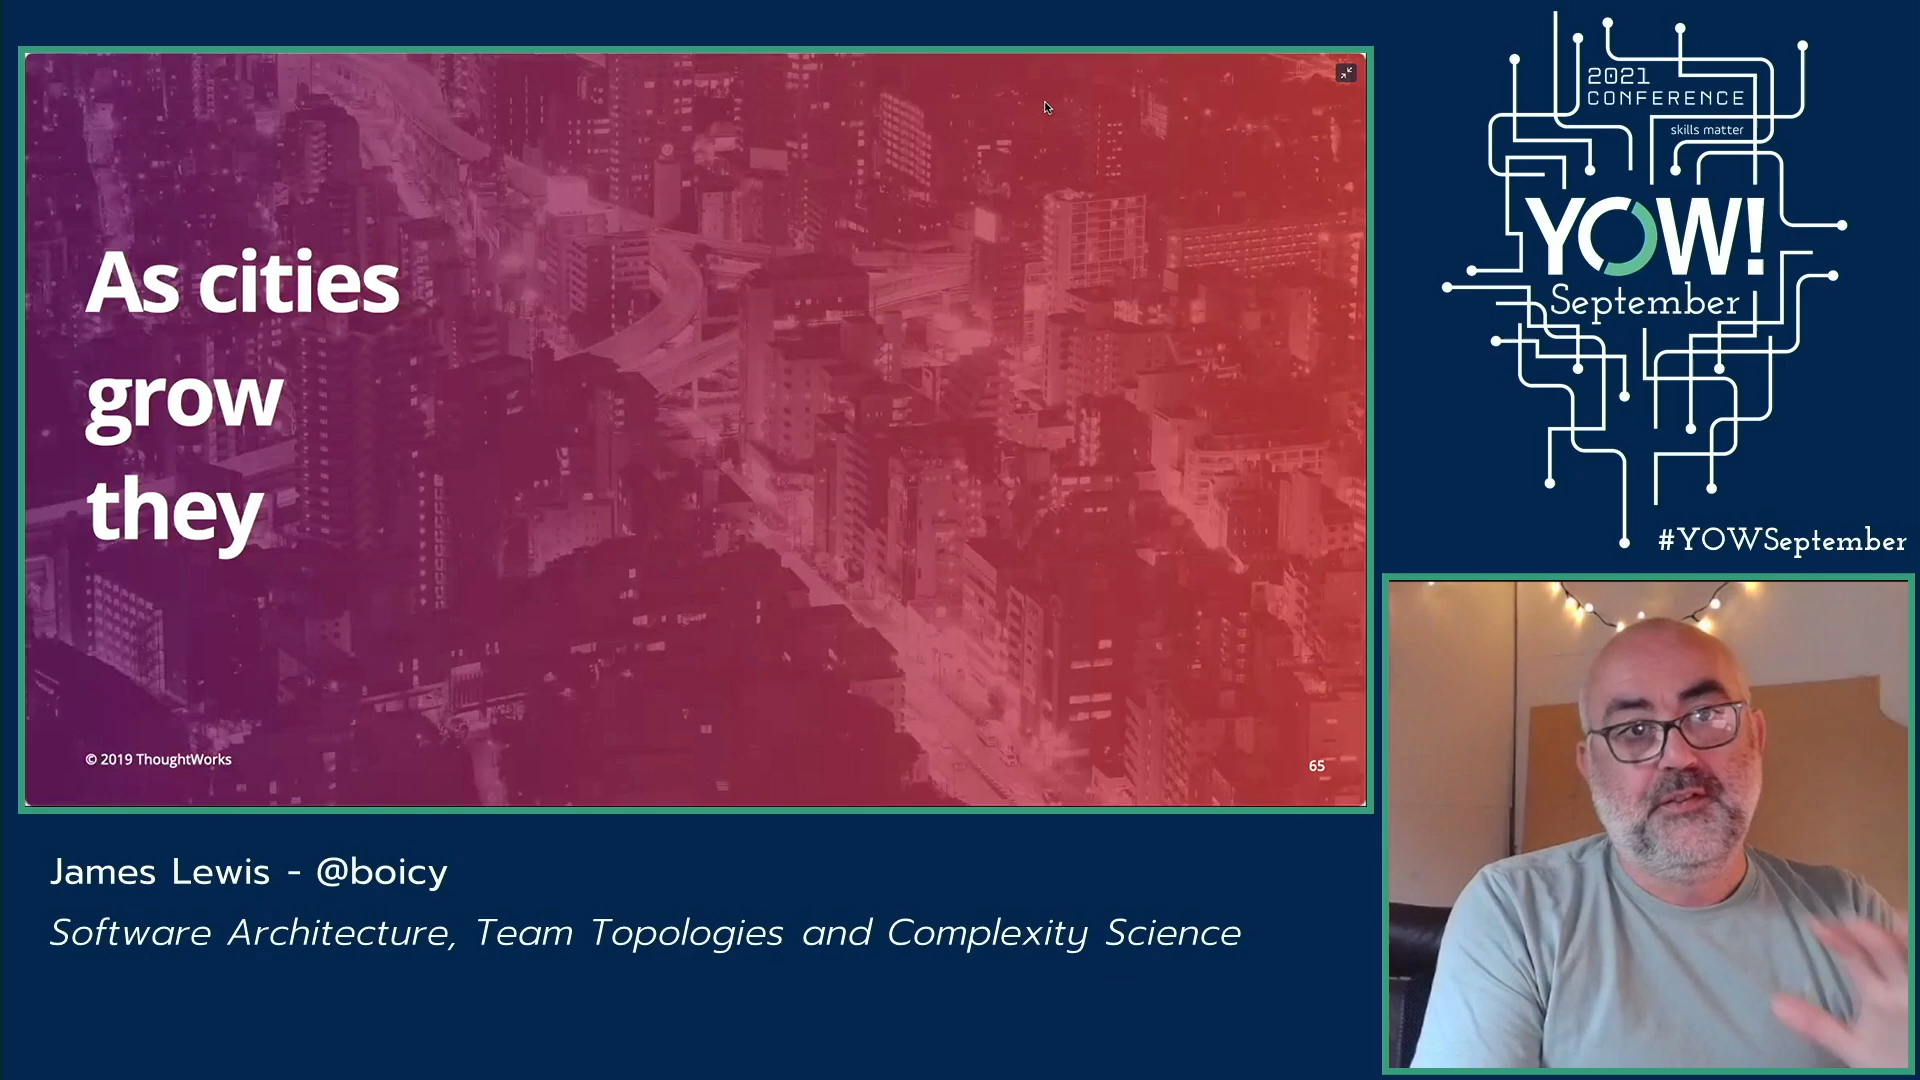 As cities
grow
they
© 2019 ThoughtWorks
65
2021
CONFERENCE
skills matter
YOW!
September
#YOWSeptember
James Lewis - @boicy
Software Architecture, Team Topologies and Complexity Science